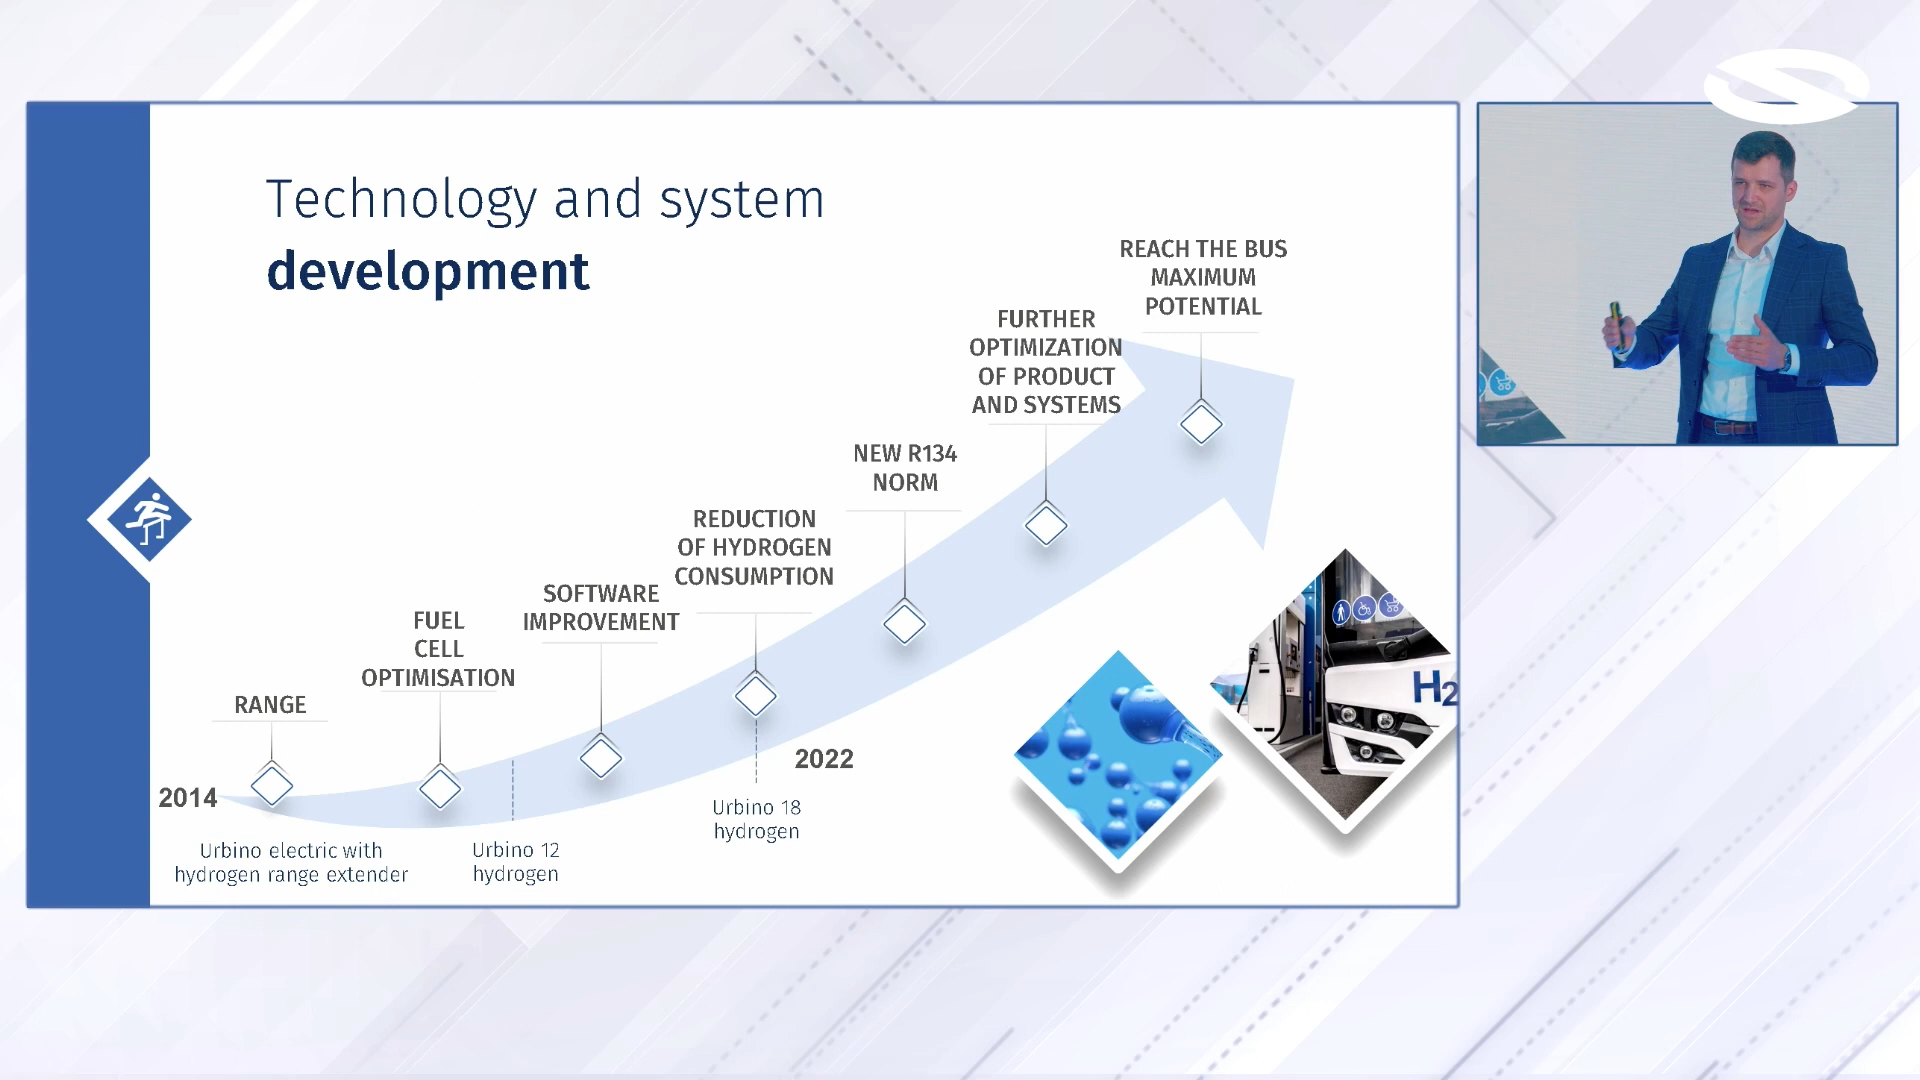 Technology and system
development
REACH THE BUS
MAXIMUM
POTENTIAL
FURTHER
OPTIMIZATION
OF PRODUCT
AND SYSTEMS
NEW R134
NORM
REDUCTION
OF HYDROGEN
CONSUMPTION
SOFTWARE
IMPROVEMENT
FUEL
CELL
OPTIMISATION
RANGE
2014
2022
Urbino electric with
hydrogen range extender
Urbino 12
hydrogen
Urbino 18
hydrogen
H2